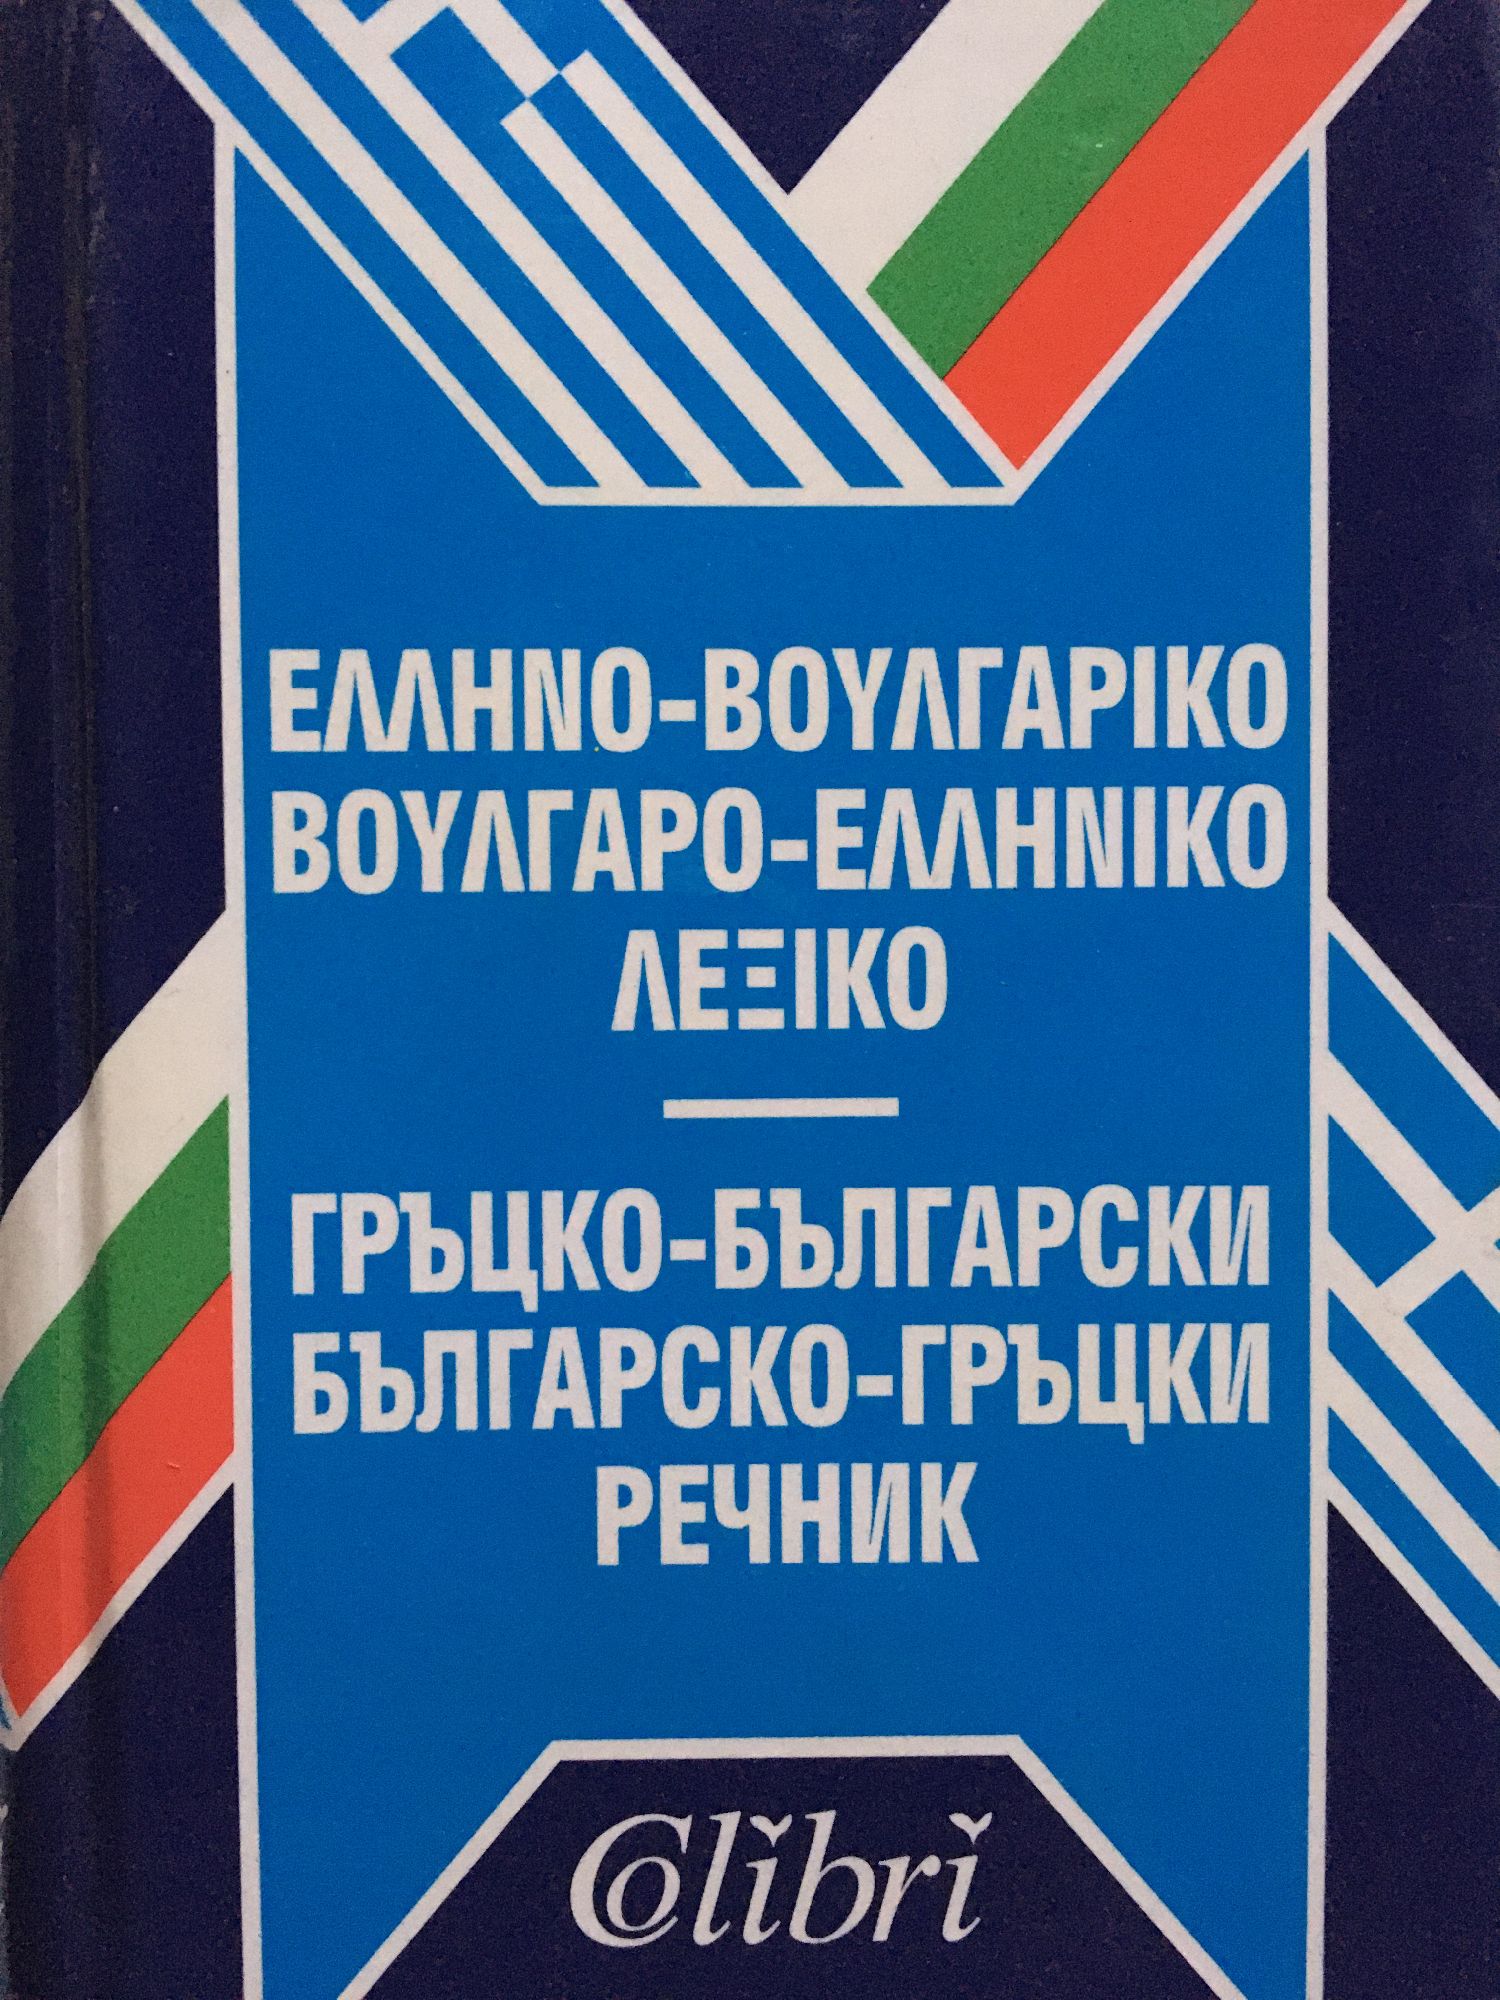 ΕΛΛΗΝΟ-ΒΟΥΛΓΑΡΙΚΟ
ΒΟΥΛΓΑΡΟ-ΕΛΛΗΝΙΚΟ
ΛΕΞΙΚΟ
ГРЪЦКО-БЪЛГАРСКИ
БЪЛГАРСКО-ГРЪЦКИ
РЕЧНИК
Colibri